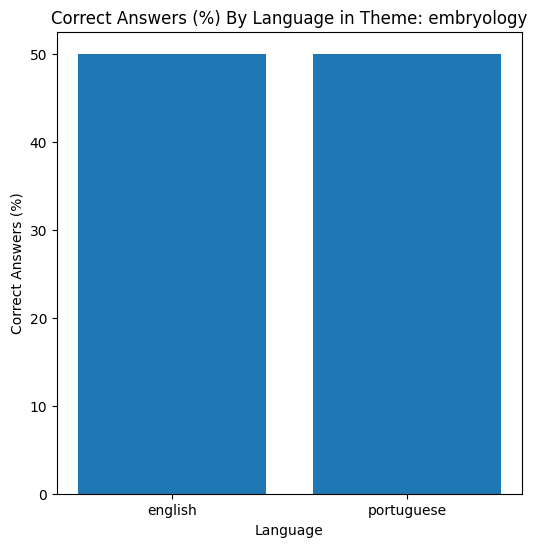 Correct Answers (%) By Language in Theme: embryology
50
40
30
20
10
0
Correct Answers (%)
english
portuguese
Language